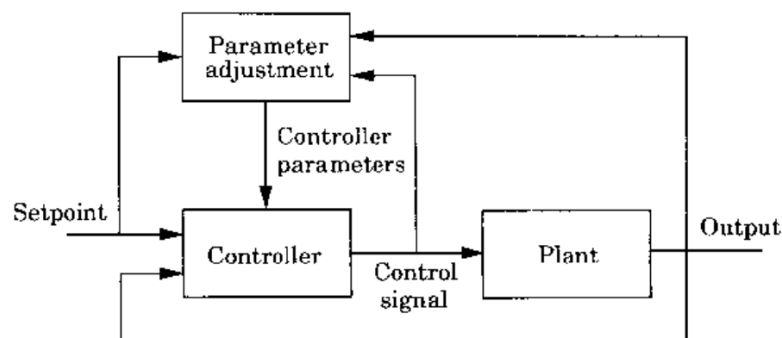 Parameter
adjustment
Controller
parameters
Setpoint
Controller
Control
signal
Plant
Output